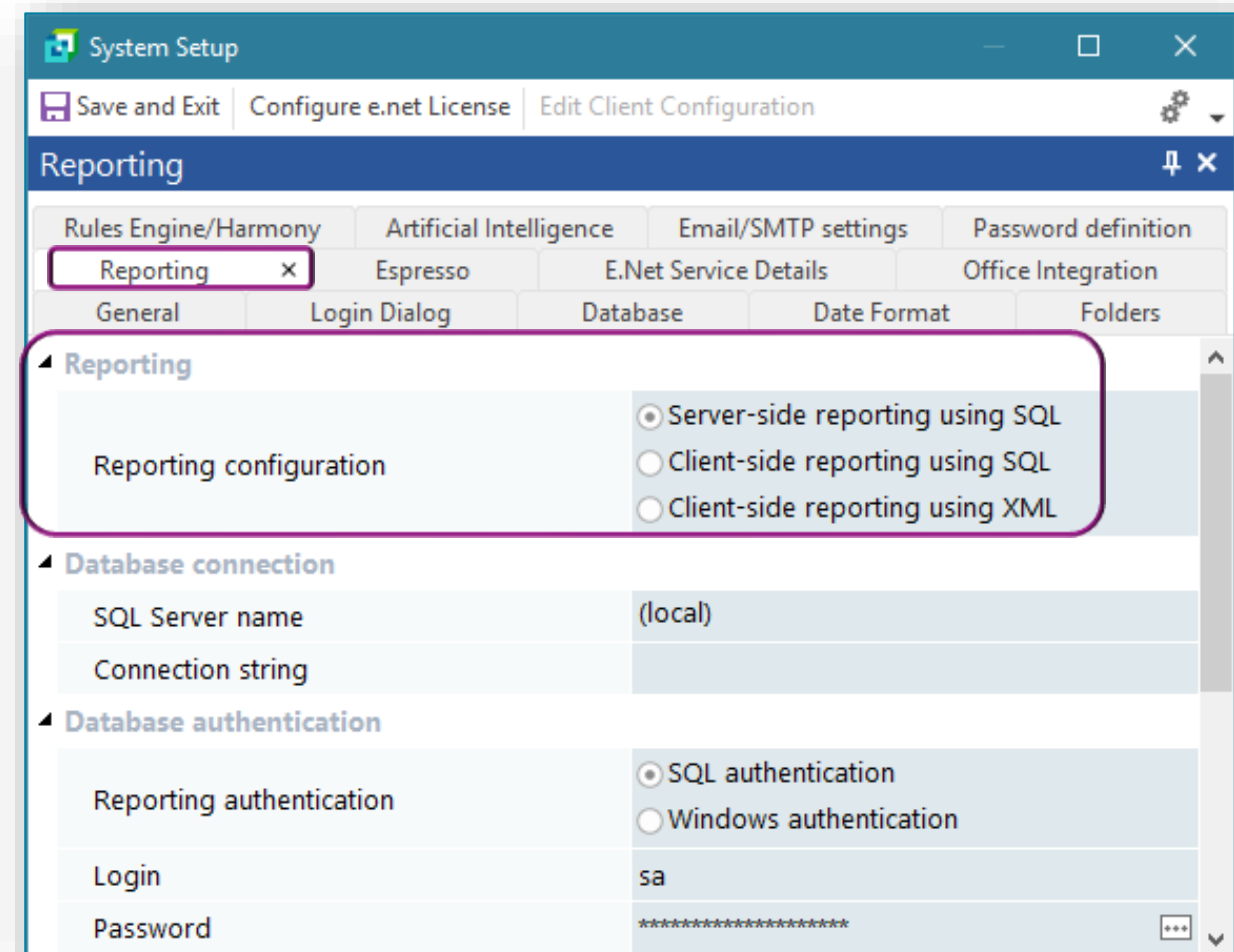 System Setup
Save and Exit Configure e.net License Edit Client Configuration
Reporting
Rules Engine/Harmony Artificial Intelligence Email/SMTP settings Password definition
Reporting Espresso E.Net Service Details Office Integration
General Login Dialog Database Date Format Folders
Reporting
Reporting configuration
Server-side reporting using SQL
Client-side reporting using SQL
Client-side reporting using XML
Database connection
SQL Server name (local)
Connection string
Database authentication
Reporting authentication
SQL authentication
Windows authentication
Login sa
Password ********************